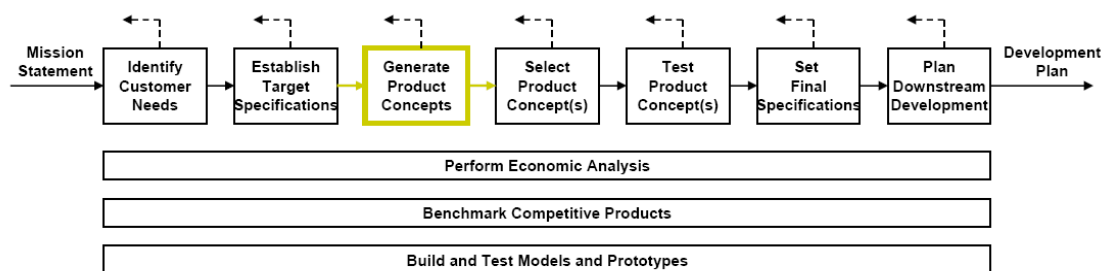 Mission
Statement
Identify
Customer
Needs
Establish
Target
Specifications
Generate
Product
Concepts
Select
Product
Concept(s)
Test
Product
Concept(s)
Set
Final
Specifications
Plan
Downstream
Development
Development
Plan
Perform Economic Analysis
Benchmark Competitive Products
Build and Test Models and Prototypes